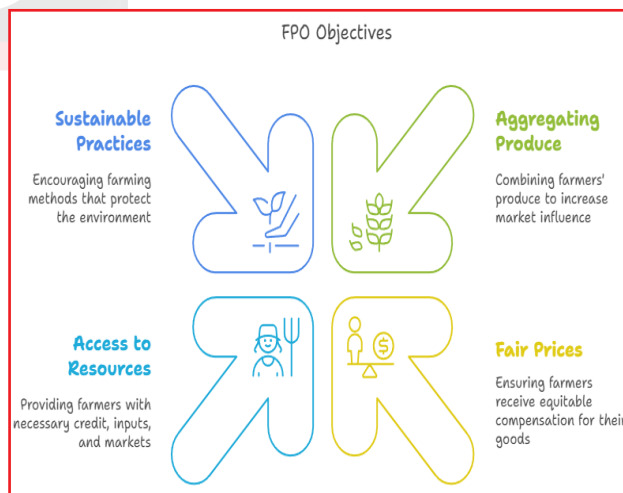 FPO Objectives
Sustainable
Practices
Encouraging farming
methods that protect
the environment
Aggregating
Produce
Combining farmers'
produce to increase
market influence
Access to
Resources
Providing farmers with
necessary credit, inputs,
and markets
$
Fair Prices
Ensuring farmers
receive equitable
compensation for their
goods